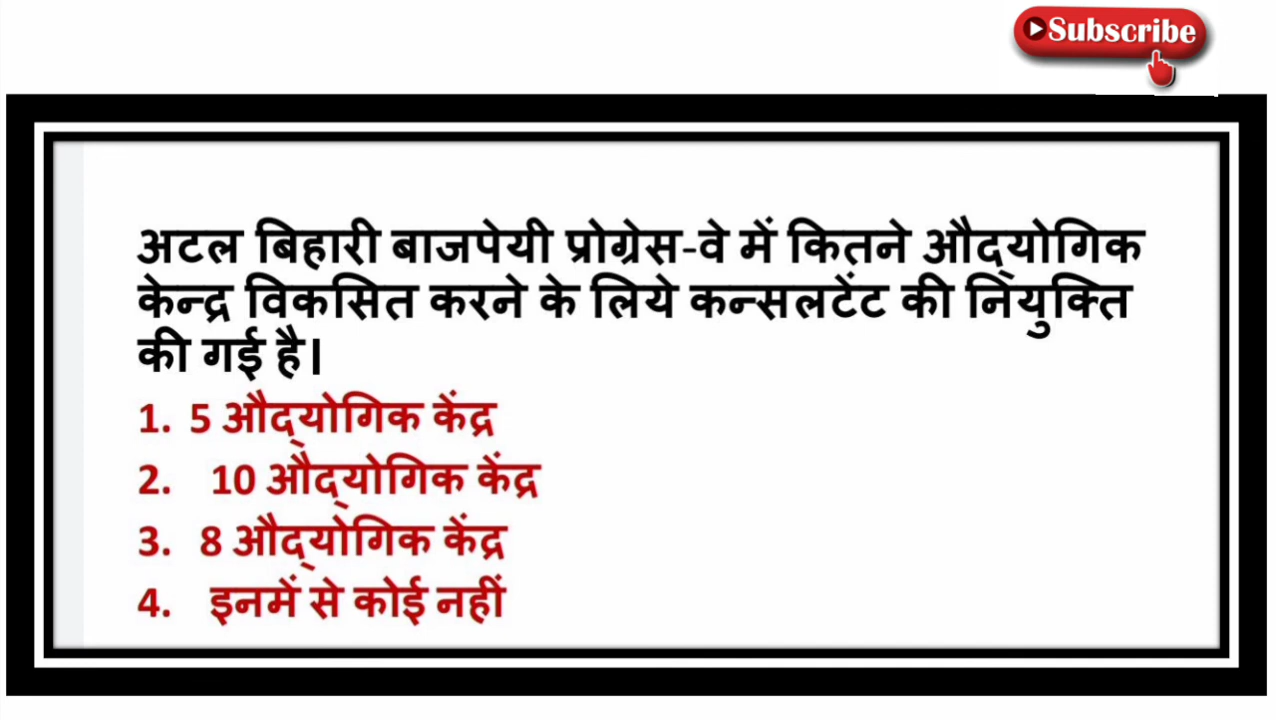 Subscribe
अटल बिहारी बाजपेयी प्रोग्रेस-वे में कितने औद्योगिक
केन्द्र विकसित करने के लिये कन्सलटेंट की नियुक्ति
की गई है।
1. 5 औद्योगिक केंद्र
2. 10 औद्योगिक केंद्र
3. 8 औद्योगिक केंद्र
4. इनमें से कोई नहीं